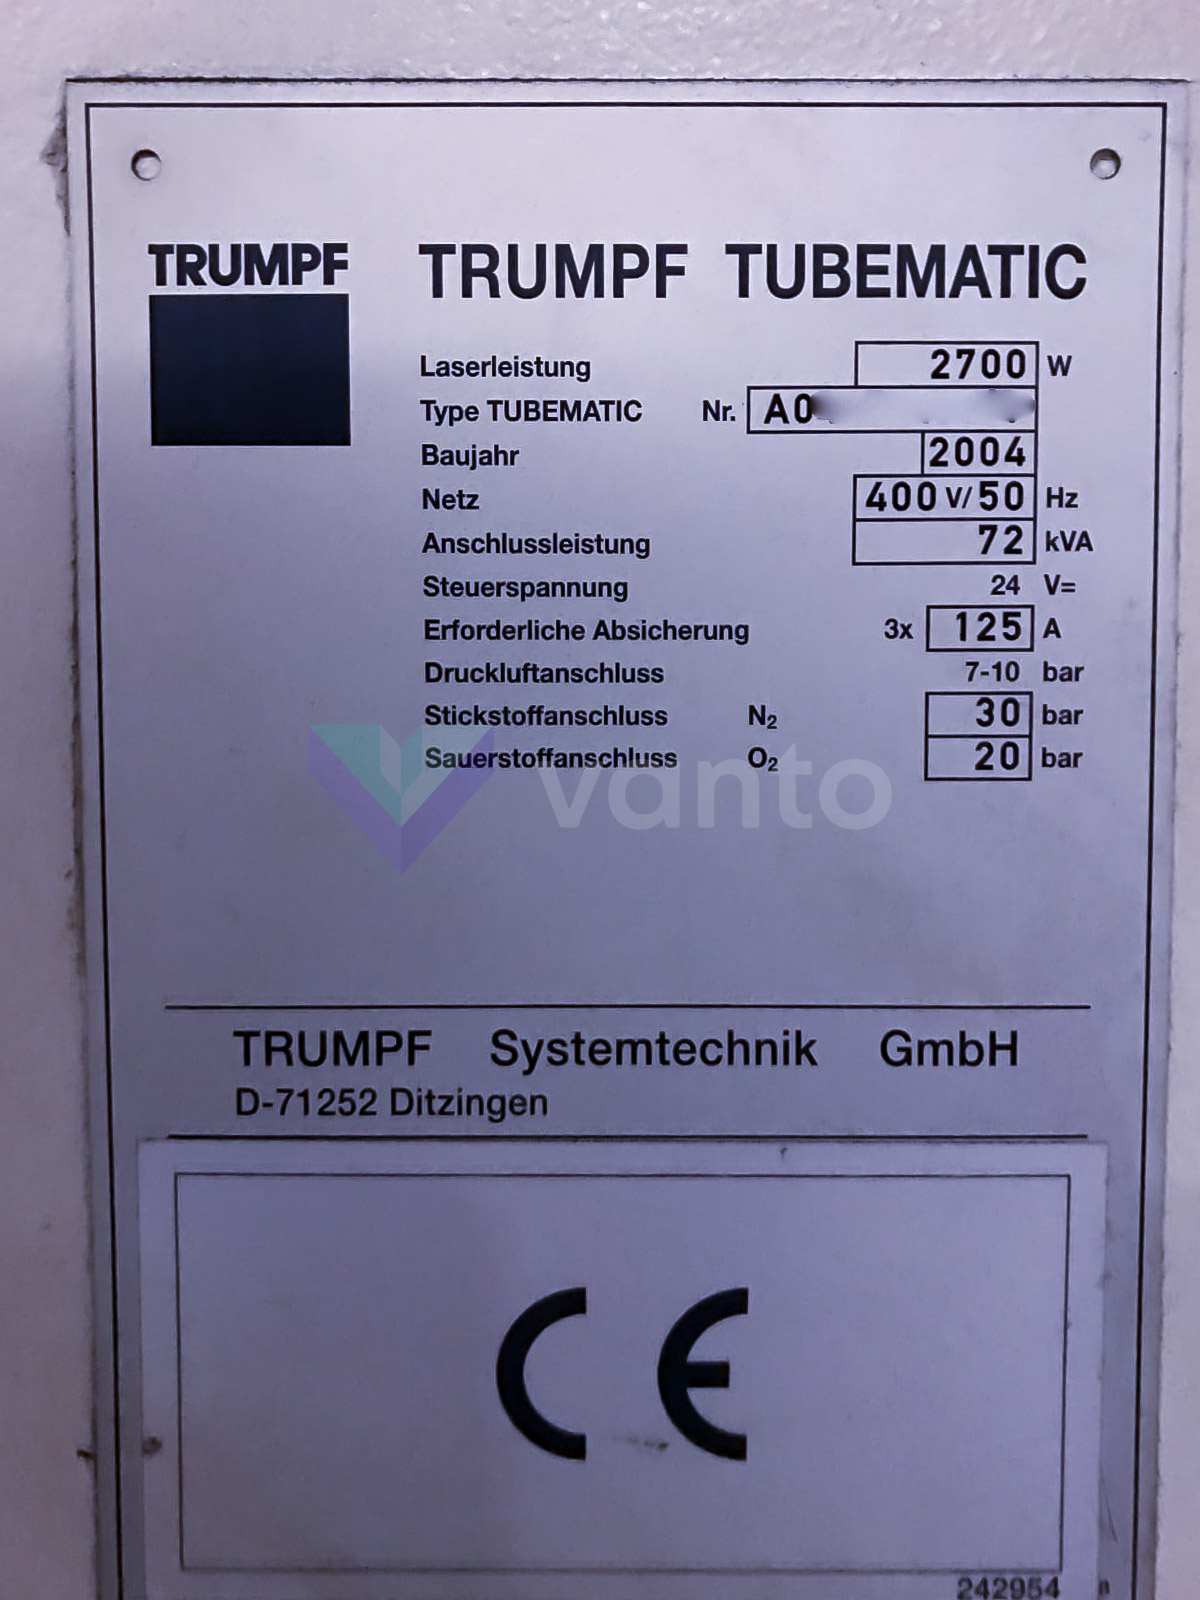 TRUMPF
TRUMPF TUBEMATIC
Laserleistung 2700 W
Type TUBEMATIC Nr. A0
Baujahr 2004
Netz 400 V/ 50 Hz
Anschlussleistung 72 kVA
Steuerspannung 24 V=
Erforderliche Absicherung 3x 125 A
Druckluftanschluss 7-10 bar
Stickstoffanschluss N₂ 30 bar
Sauerstoffanschluss O₂ 20 bar
vanto
TRUMPF Systemtechnik GmbH
D-71252 Ditzingen
CE
242954